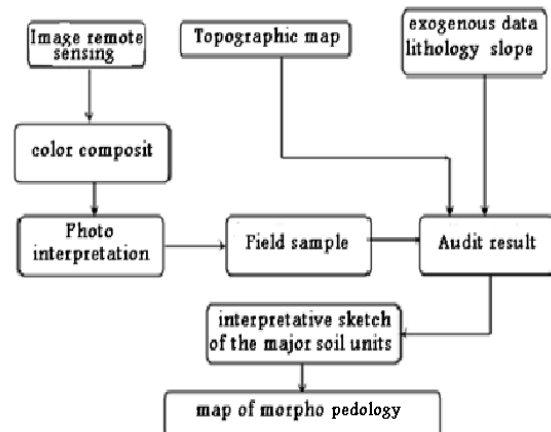 Image remote
sensing
Topographic map
exogenous data
lithology slope
color composit
Photo
interpretation
Field sample
Audit result
interpretative sketch
of the major soil units
map of morpho pedology